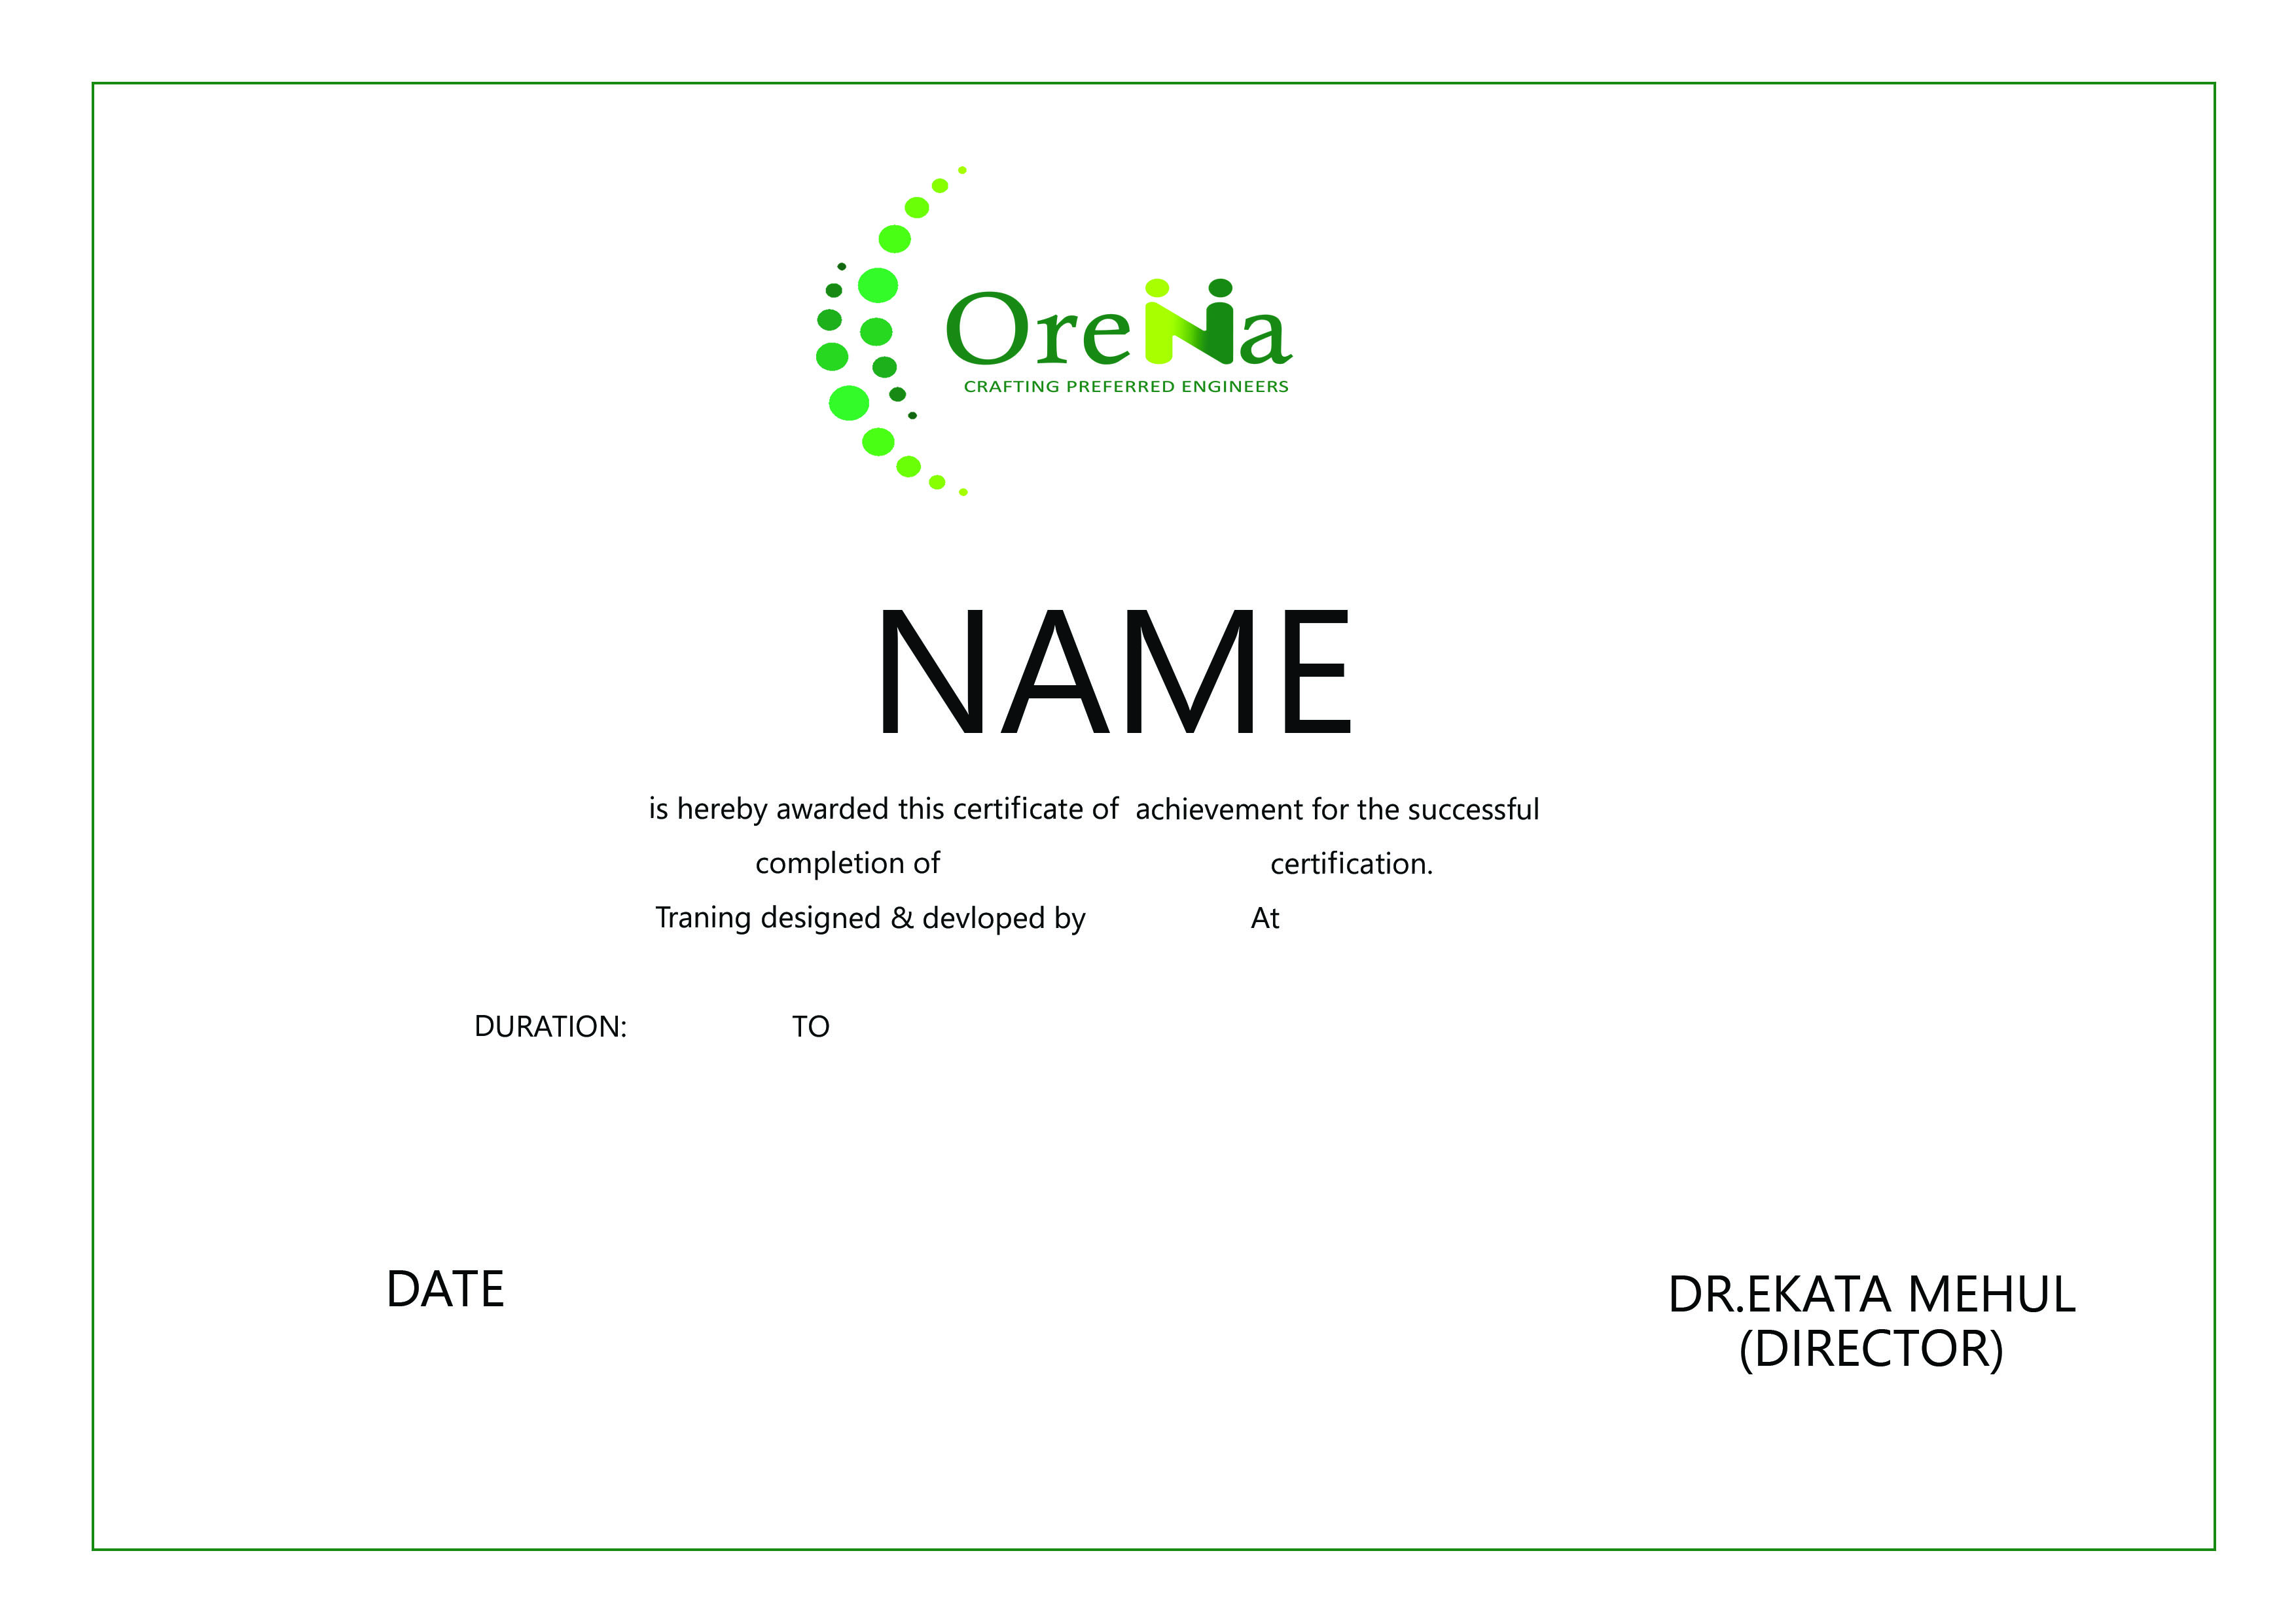 OreNa
CRAFTING PREFERRED ENGINEERS
NAME
is hereby awarded this certificate of achievement for the successful
completion of certification.
Traning designed & devloped by At
DURATION: TO
DATE
DR.EKATA MEHUL
(DIRECTOR)